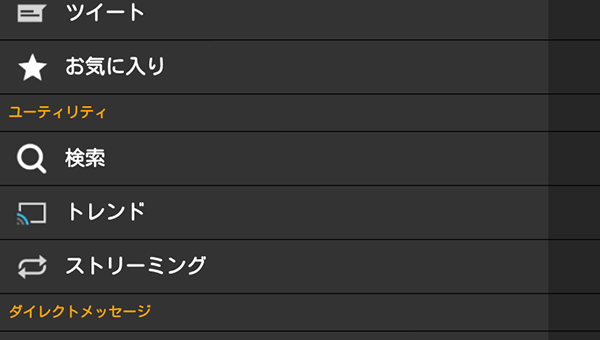 ツイート
お気に入り
ユーティリティ
検索
トレンド
ストリーミング
ダイレクトメッセージ